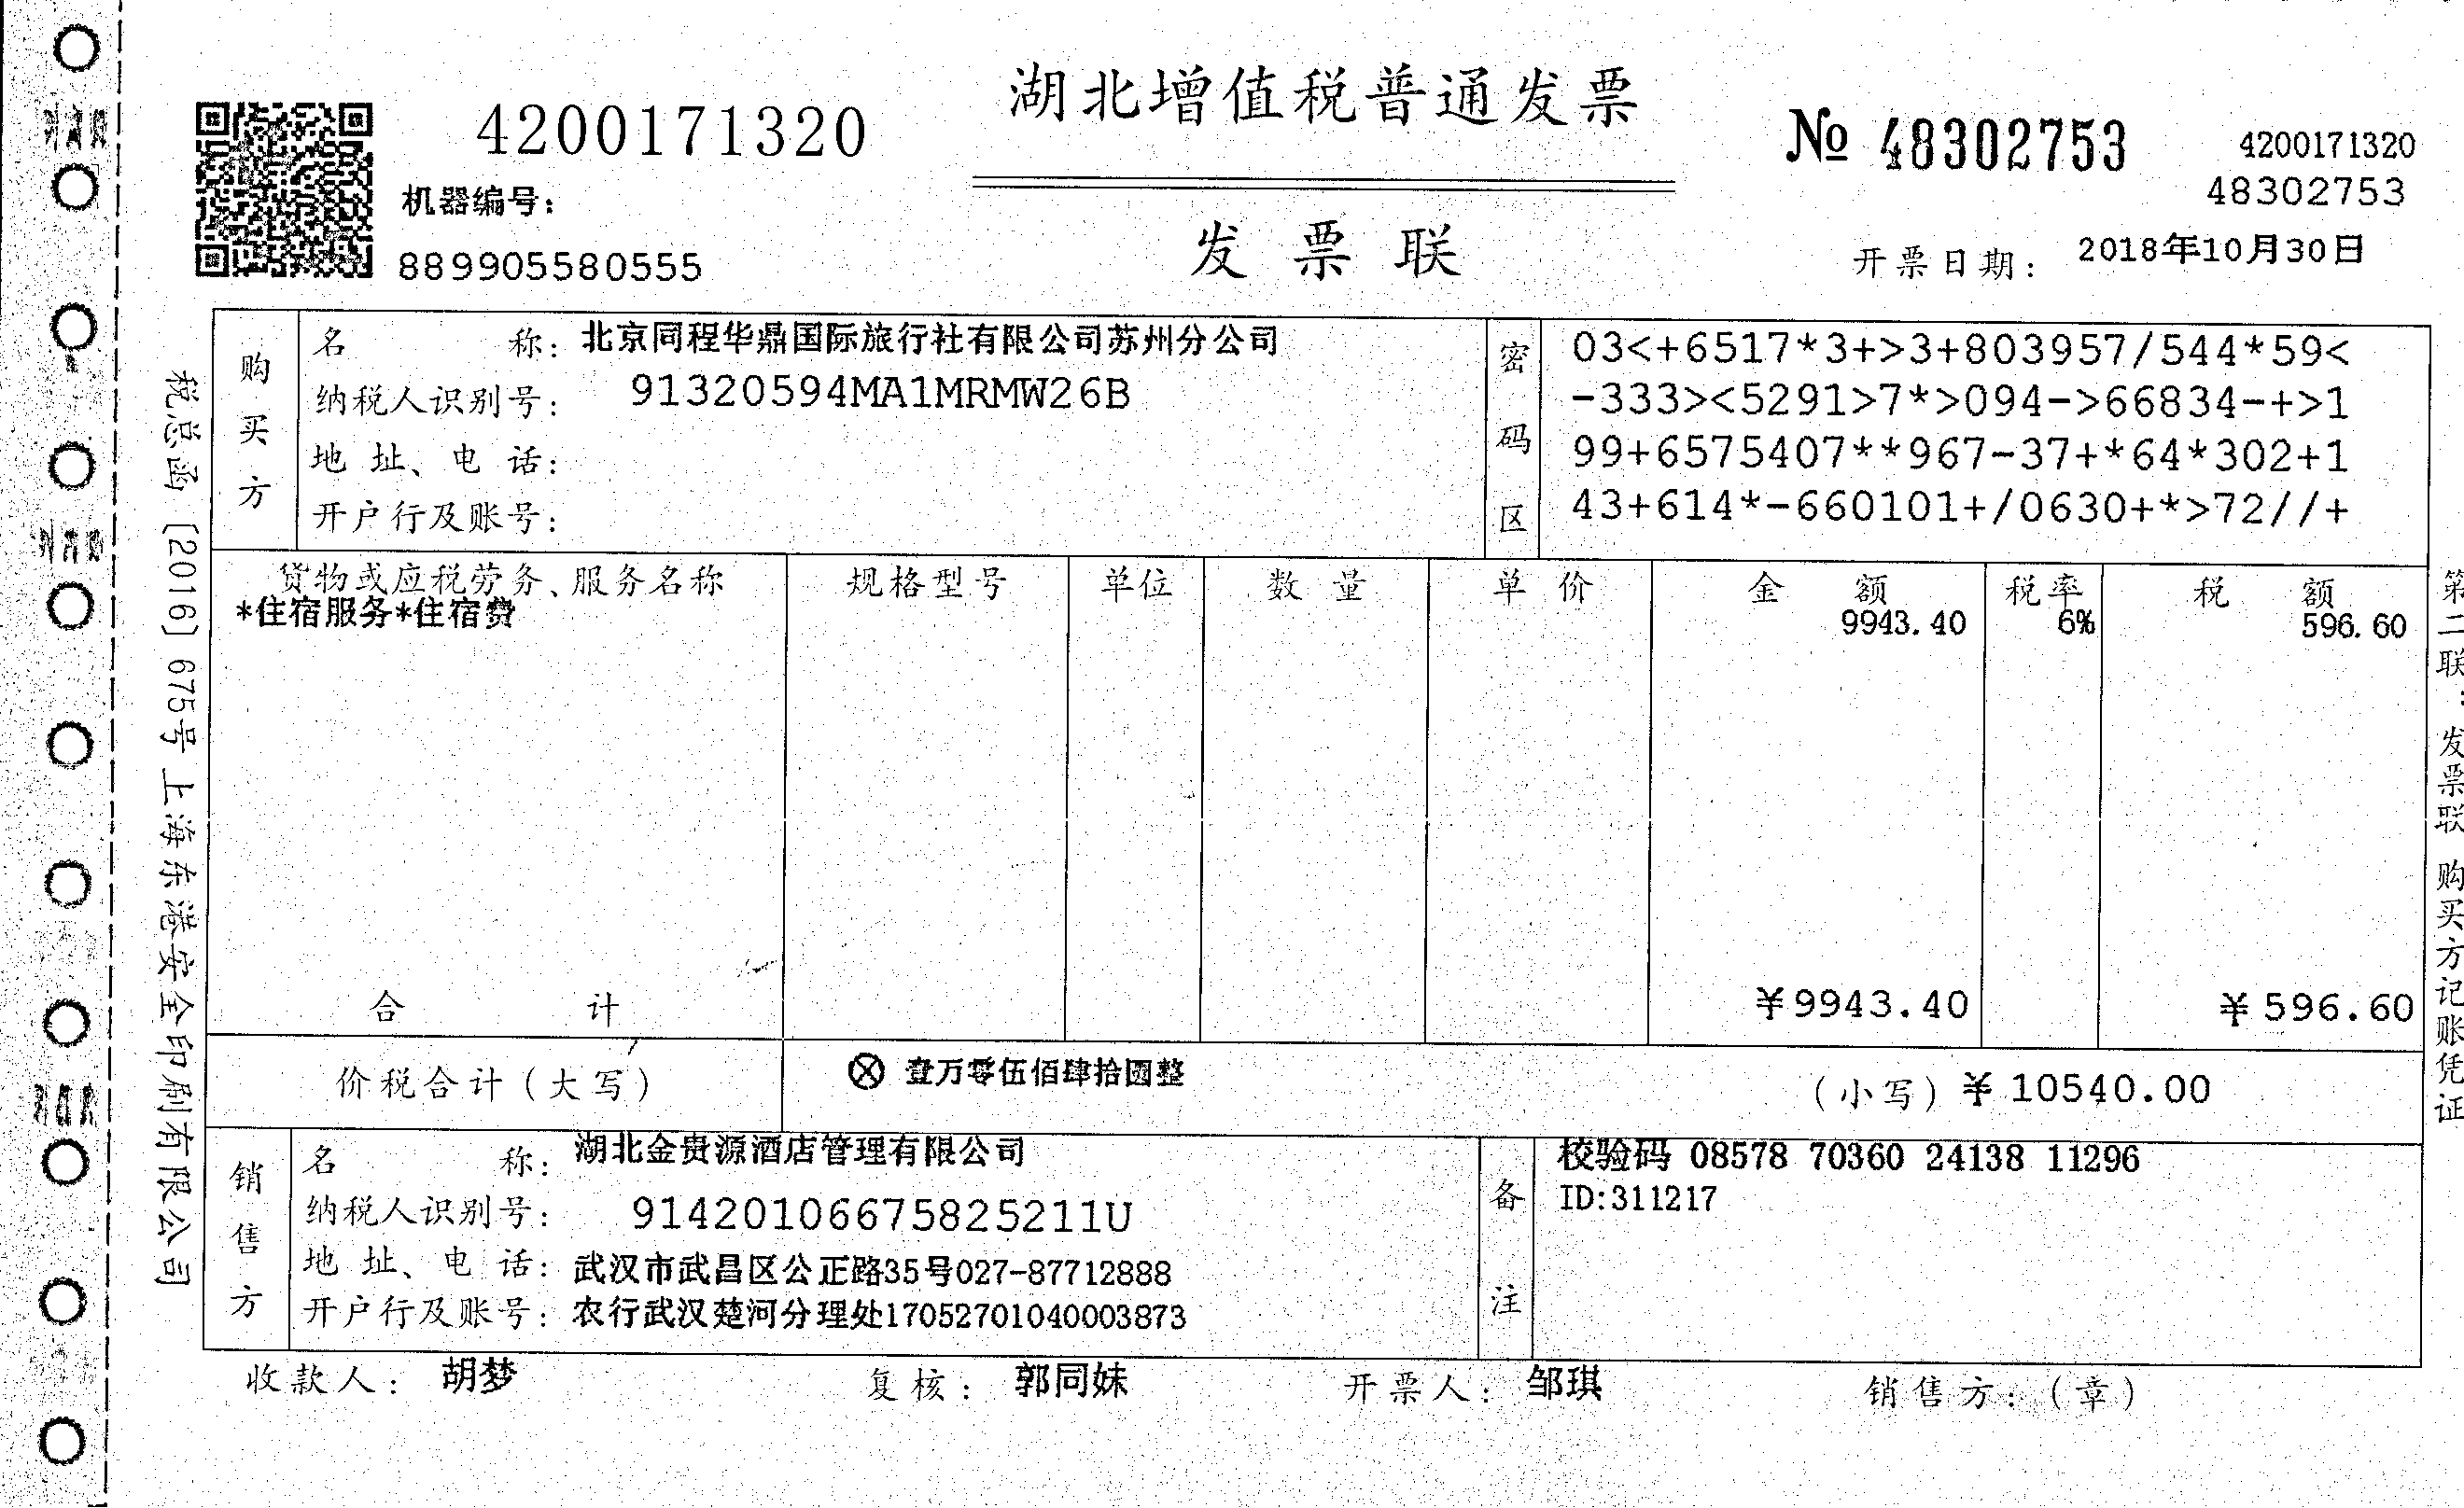 湖北增值税普通发票
4200171320
№ 48302753
4200171320
48302753
机器编号：
889905580555
发票联
开票日期： 2018年10月30日
购买方
名称：北京同程华鼎国际旅行社有限公司苏州分公司
纳税人识别号： 91320594MA1MRMW26B
地址、电话：
开户行及账号：
密码区
03<+6517*3+>3+803957/544*59<
-333><5291>7*>094->66834-+>1
99+6575407**967-37+*64*302+1
43+614*-660101+/0630+*>72//+
货物或应税劳务、服务名称 规格型号 单位 数量 单价 金额 税率 税额
*住宿服务*住宿费 9943.40 6% 596.60
合计 ¥9943.40 ¥596.60
价税合计（大写） ⊗ 壹万零伍佰肆拾圆整 （小写）¥10540.00
销售方
名称：湖北金贵源酒店管理有限公司
纳税人识别号： 91420106675825211U
地址、电话：武汉市武昌区公正路35号027-87712888
开户行及账号：农行武汉楚河分理处17052701040003873
备注
校验码 08578 70360 24138 11296
ID:311217
收款人： 胡梦 复核： 郭同妹 开票人： 邹琪 销售方：（章）
税总函〔2016〕675号上海东港安全印刷有限公司
第二联：发票联 购买方记账凭证